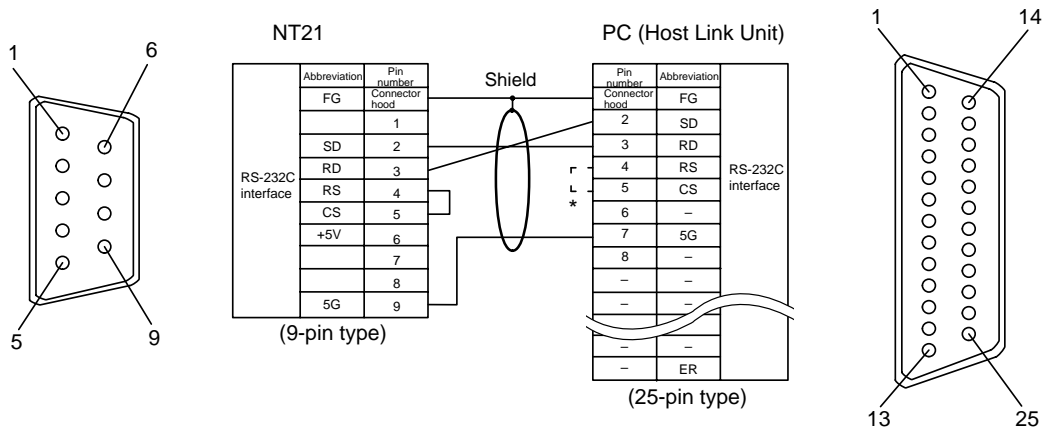 NT21
PC (Host Link Unit)
1
6
5
9
RS-232C
interface
Abbreviation
Pin
number
FG
Connector
hood
1
SD
2
RD
3
RS
4
CS
5
+5V
6
7
8
5G
9
(9-pin type)
Shield
*
Pin
number
Abbreviation
Connector
hood
FG
2
SD
3
RD
4
RS
5
CS
6
–
7
5G
8
–
–
–
–
–
–
–
–
ER
RS-232C
interface
(25-pin type)
1
14
13
25